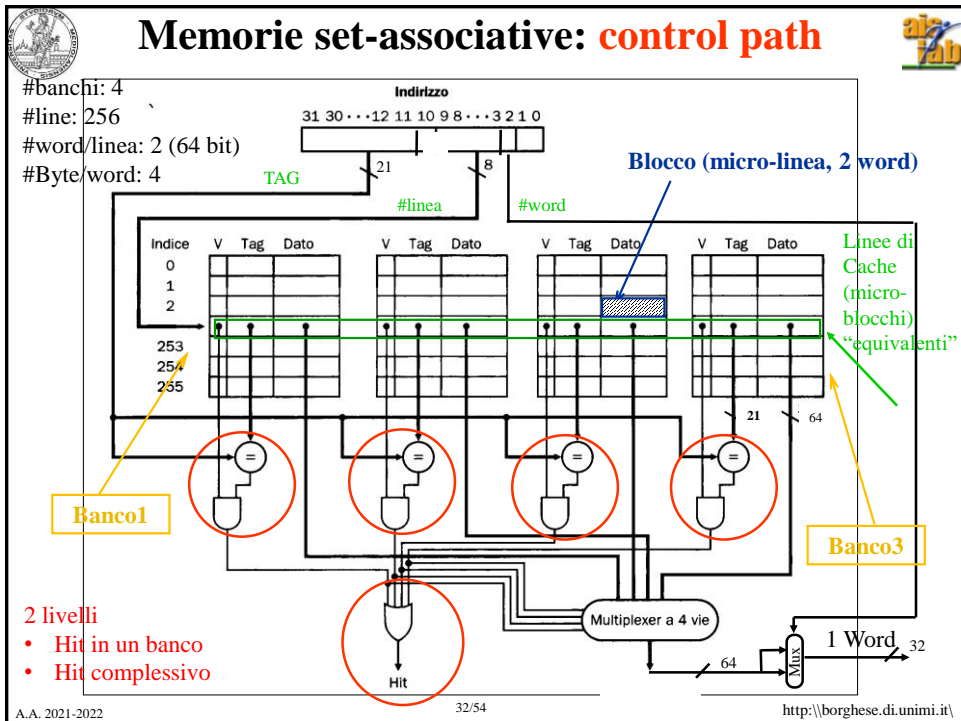 Memorie set-associative: control path
#banchi: 4
#line: 256 `
#word/linea: 2 (64 bit)
#Byte/word: 4
Indirizzo
31 30 ··· 12 11 10 9 8 ··· 3 2 1 0
Blocco (micro-linea, 2 word)
TAG
21
8
#linea
#word
Indice V Tag Dato V Tag Dato V Tag Dato V Tag Dato
0
1
2
253
254
255
Linee di
Cache
(micro-
blocchi)
“equivalenti”
21
64
= = = =
Banco1
Banco3
2 livelli
• Hit in un banco
• Hit complessivo
Multiplexer a 4 vie
64
Mux
1 Word
32
Hit
A.A. 2021-2022
32/54
http:\\borghese.di.unimi.it\